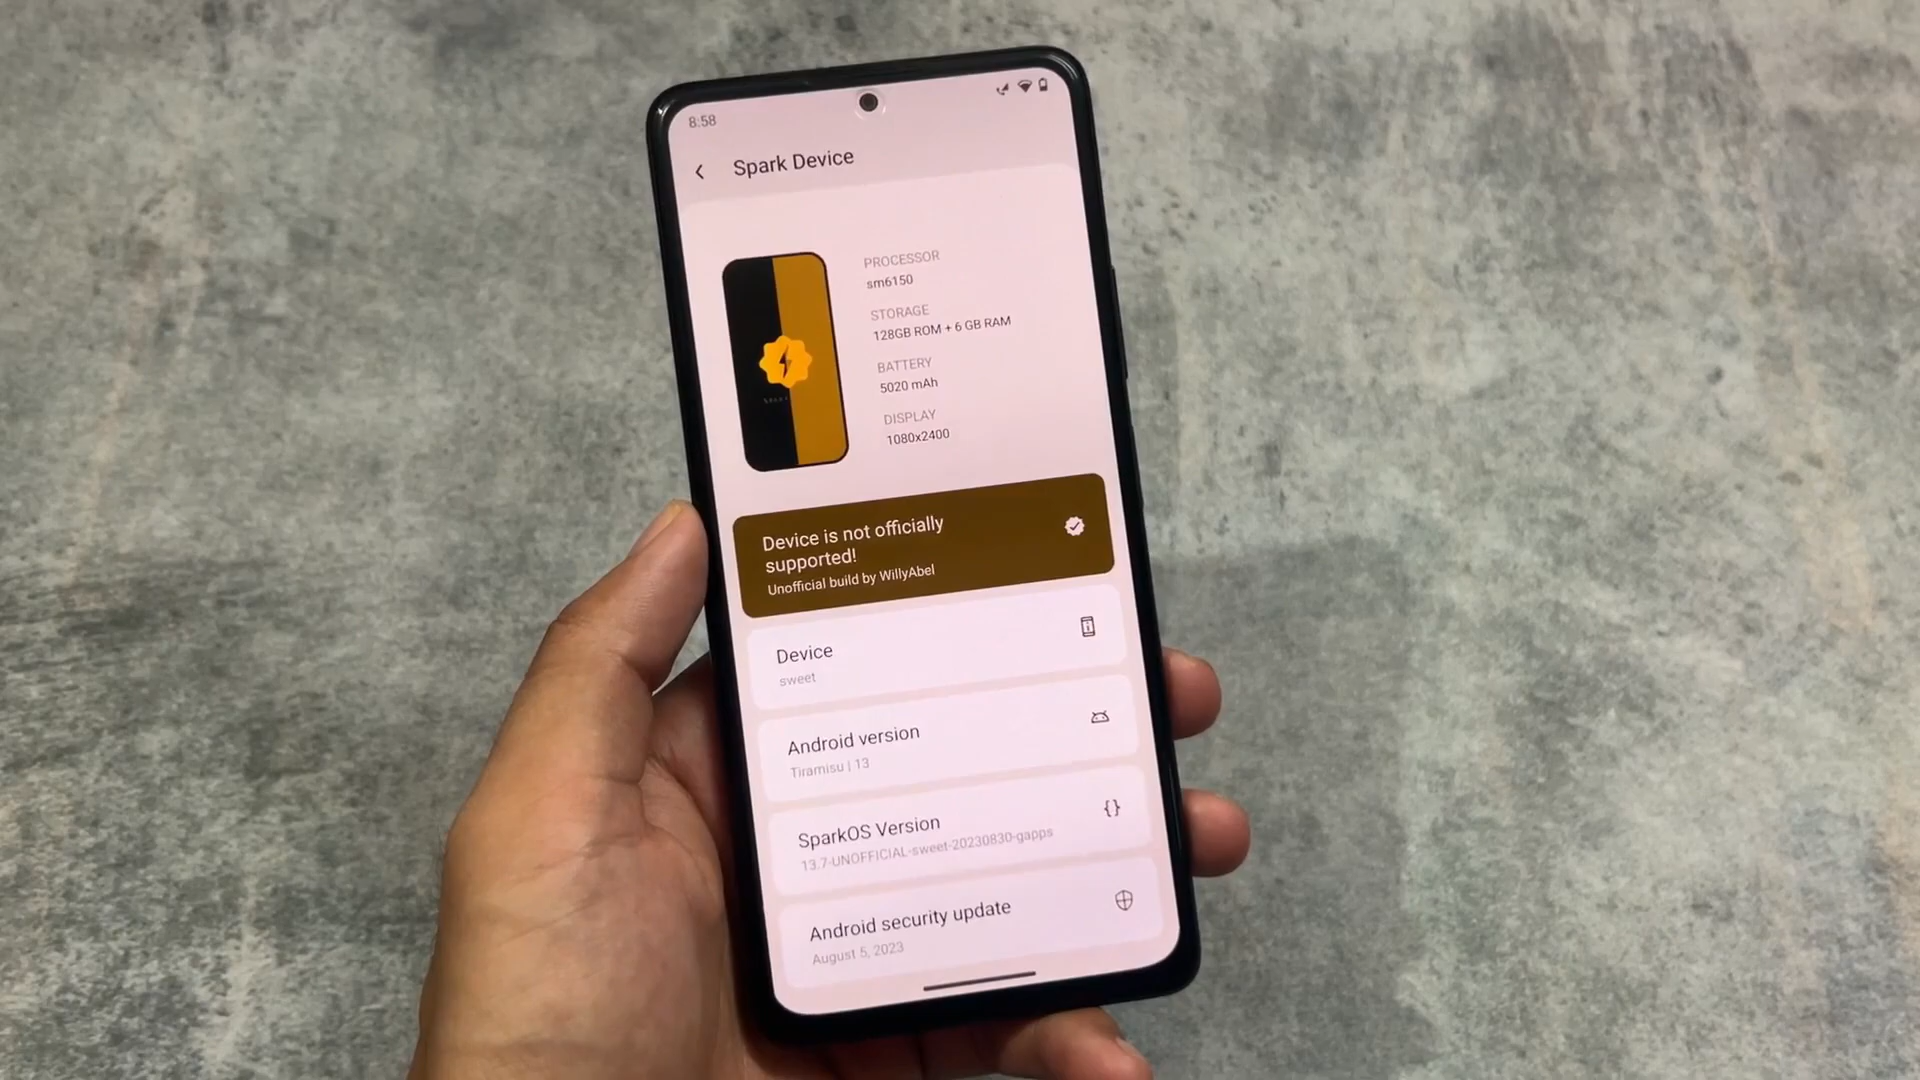 8:58
Spark Device
PROCESSOR
sm6150
STORAGE
128GB ROM + 6 GB RAM
BATTERY
5020 mAh
DISPLAY
1080x2400
Device is not officially
supported!
Unofficial build by WillyAbel
Device
sweet
Android version
Tiramisu | 13
SparkOS Version
13.7-UNOFFICIAL-sweet-20230830-gapps
Android security update
August 5, 2023